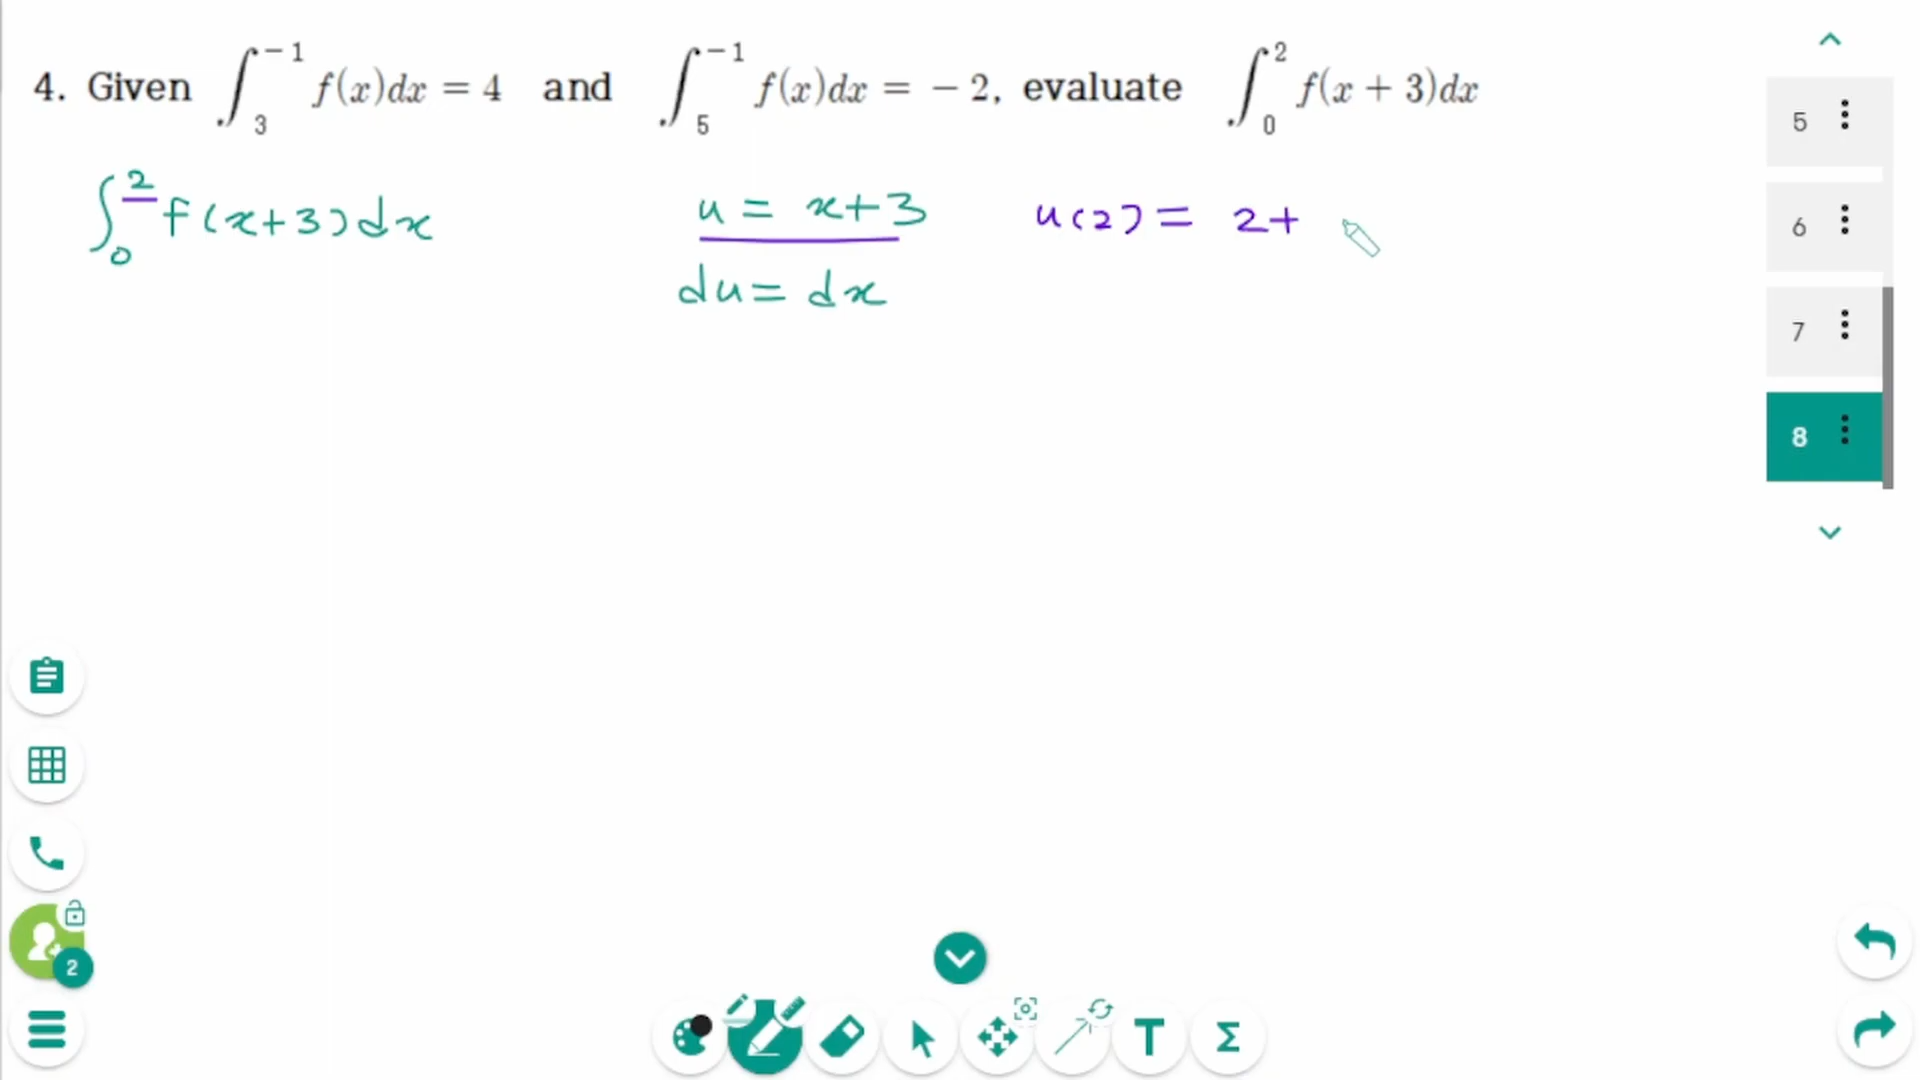 4. Given ∫_3^{-1} f(x)dx = 4 and ∫_5^{-1} f(x)dx = -2, evaluate ∫_0^2 f(x + 3)dx
∫_0^2 f(x+3)dx u = x+3 u(2) = 2+
du = dx
5
6
7
8
2
T
Σ